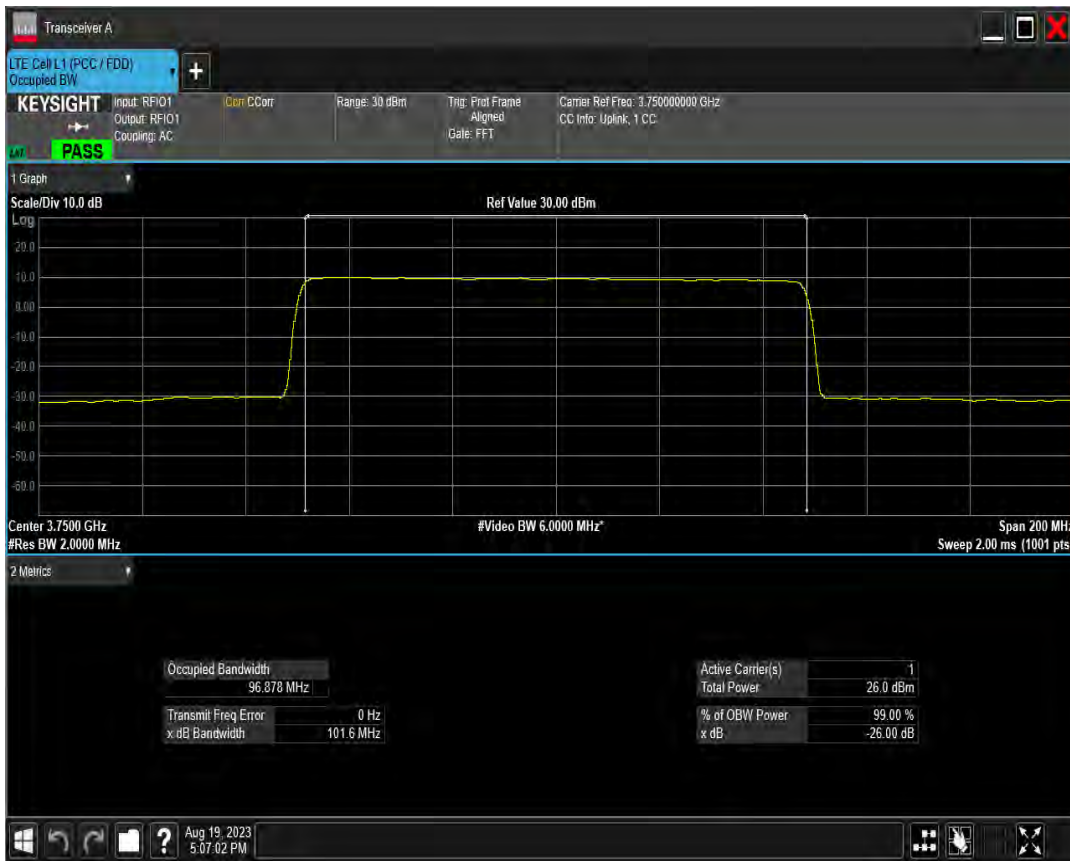 Transceiver A
LTE Cell L1 (PCC / FDD)
Occupied BW
+
KEYSIGHT
Input: RFIO1
Output: RFIO1
Coupling: AC
Corr CCorr
Range: 30 dBm
Trig: Prot Frame
Aligned
Gate: FFT
Carrier Ref Freq: 3.750000000 GHz
CC Info: Uplink, 1 CC
PASS
1 Graph
Scale/Div 10.0 dB
Ref Value 30.00 dBm
Log
20.0
10.0
0.00
-10.0
-20.0
-30.0
-40.0
-50.0
-60.0
Center 3.7500 GHz
#Video BW 6.0000 MHz*
Span 200 MHz
#Res BW 2.0000 MHz
Sweep 2.00 ms (1001 pts
2 Metrics
Occupied Bandwidth
96.878 MHz
Transmit Freq Error 0 Hz
x dB Bandwidth 101.6 MHz
Active Carrier(s) 1
Total Power 26.0 dBm
% of OBW Power 99.00 %
x dB -26.00 dB
?
Aug 19, 2023
5:07:02 PM